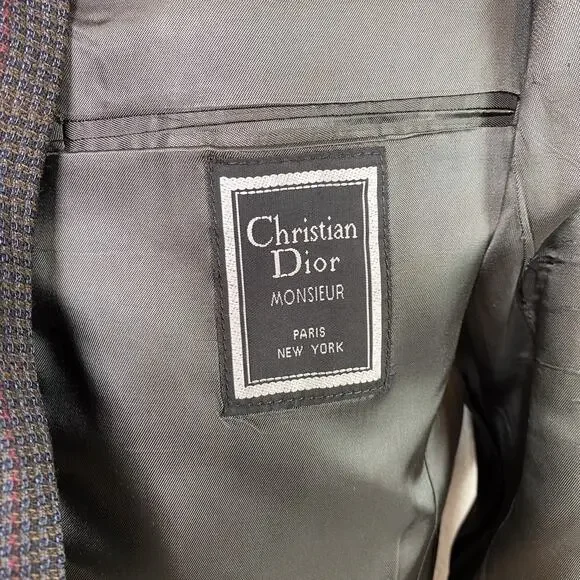 Christian
Dior
MONSIEUR
PARIS
NEW YORK